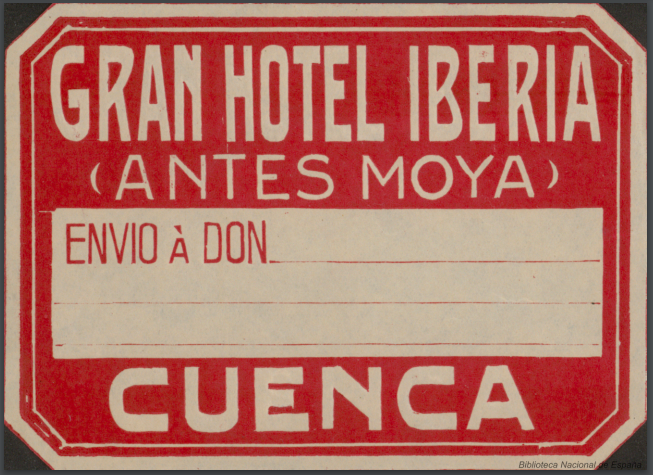 GRAN HOTEL IBERIA
(ANTES MOYA)
ENVIO À DON
CUENCA
Biblioteca Nacional de España